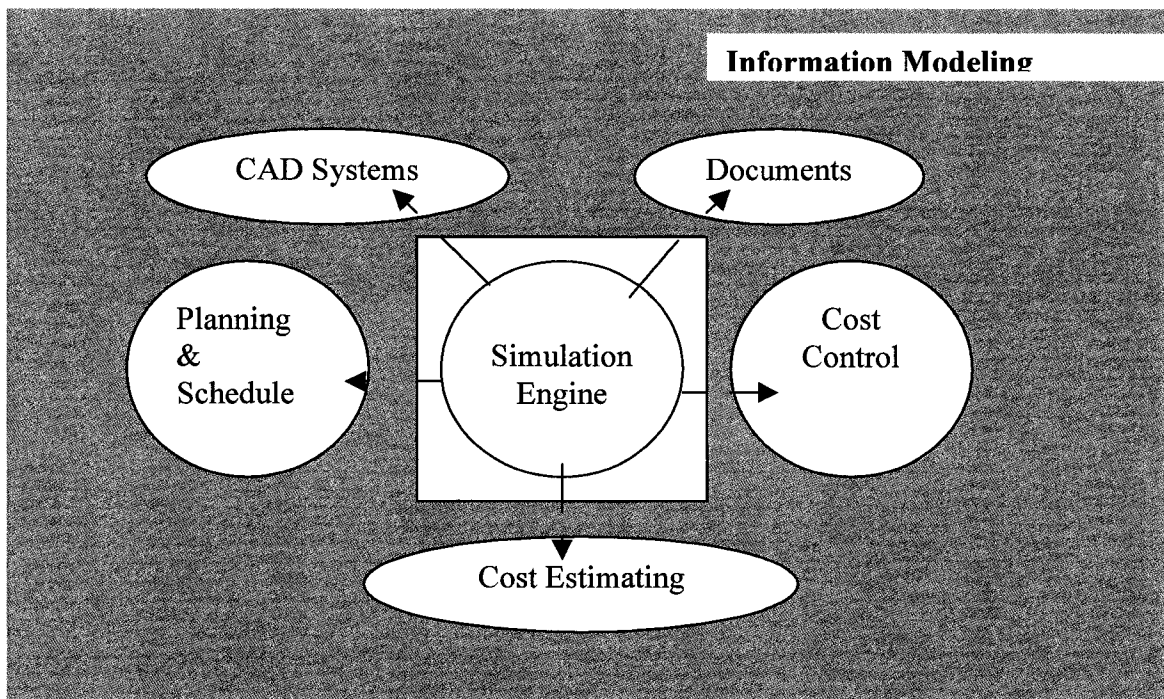 Information Modeling
CAD Systems
Documents
Planning
&
Schedule
Simulation
Engine
Cost
Control
Cost Estimating